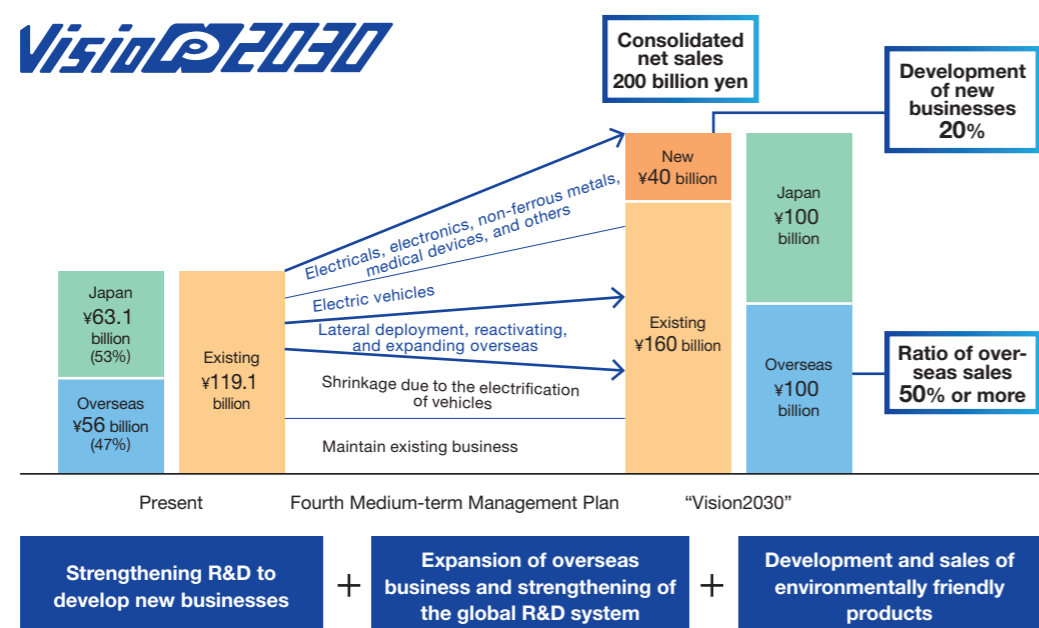 Vision2030
Consolidated
net sales
200 billion yen
Development
of new
businesses
20%
New
¥40 billion
Japan
¥100
billion
Electricals, electronics, non-ferrous metals,
medical devices, and others
Japan
¥63.1
billion
(53%)
Existing
¥119.1
billion
Electric vehicles
Lateral deployment, reactivating,
and expanding overseas
Existing
¥160 billion
Overseas
¥100
billion
Ratio of over-
seas sales
50% or more
Shrinkage due to the electrification
of vehicles
Overseas
¥56 billion
(47%)
Maintain existing business
Present
Fourth Medium-term Management Plan
“Vision2030”
Strengthening R&D to
develop new businesses
+
Expansion of overseas
business and strengthening of
the global R&D system
+
Development and sales of
environmentally friendly
products